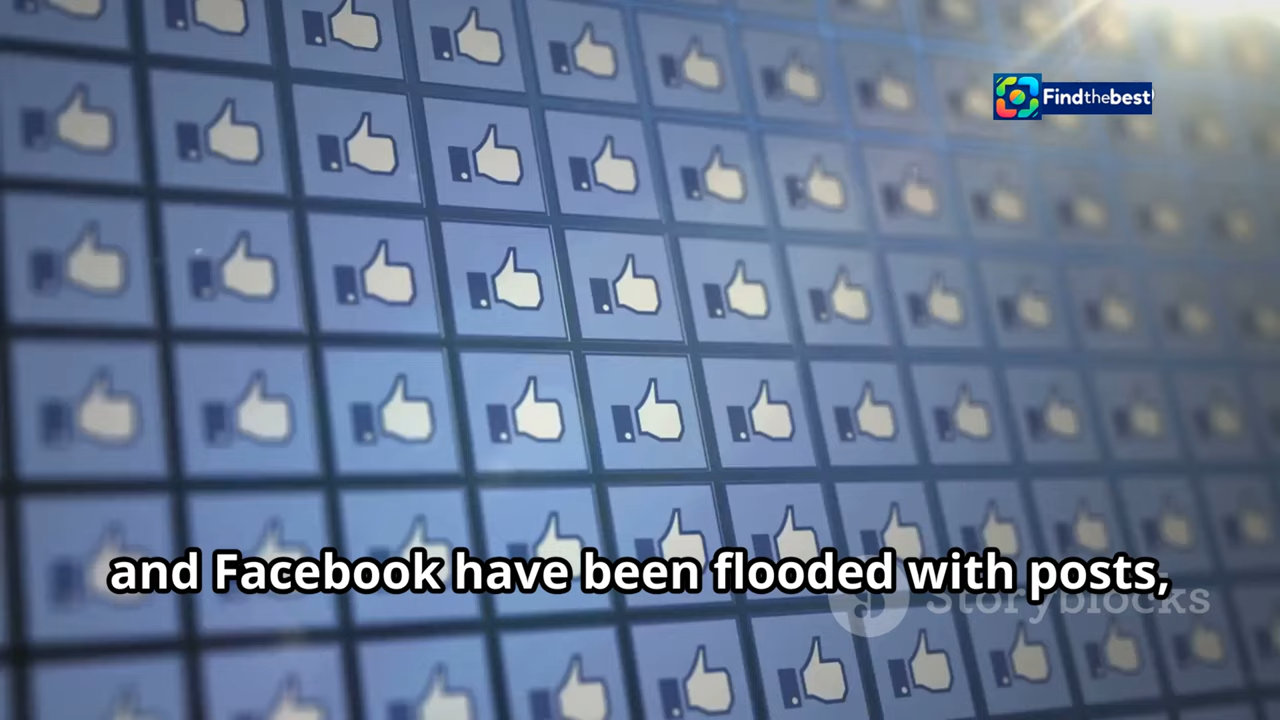 Findthebest
and Facebook have been flooded with posts,
Storyblocks